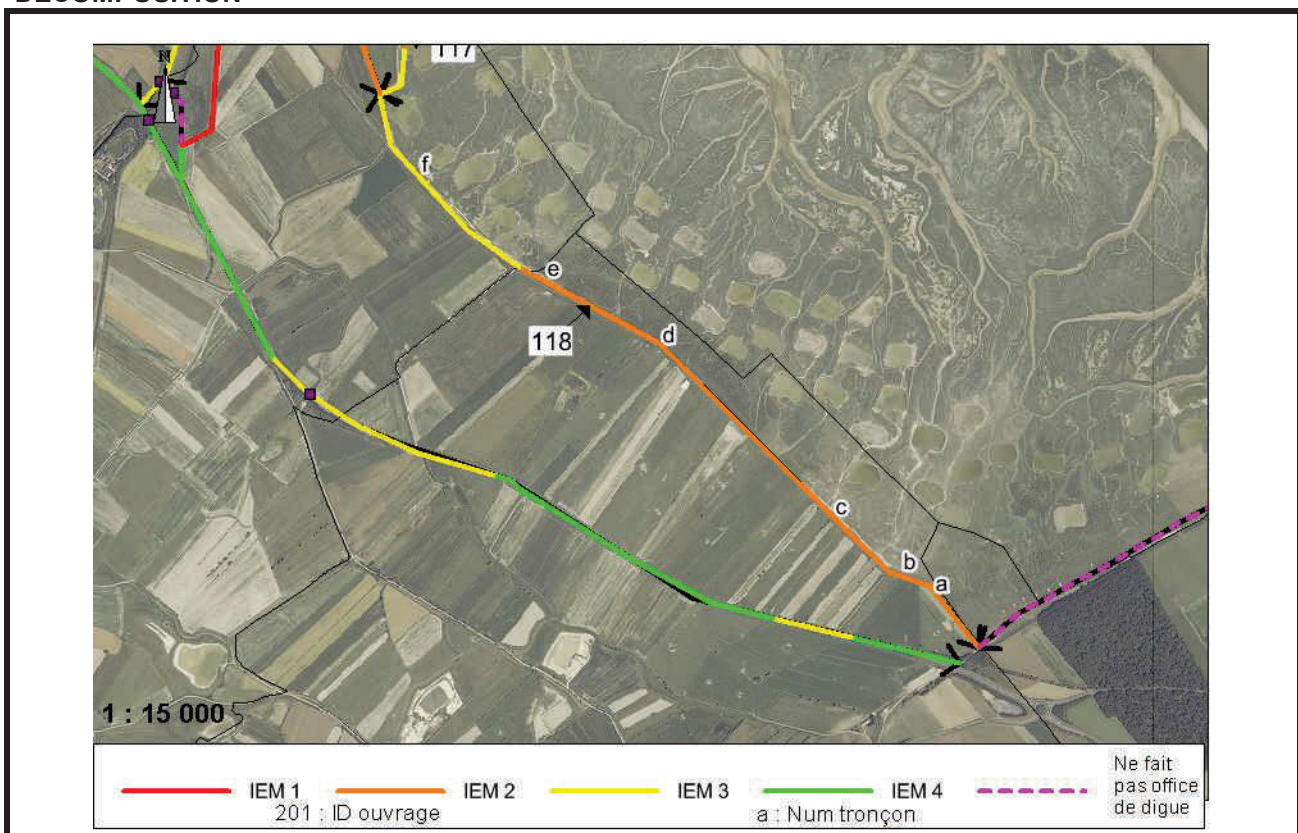 N
117
f
e
118
d
c
b
a
1 : 15 000
IEM 1
IEM 2
IEM 3
IEM 4
Ne fait
pas office
de digue
201 : ID ouvrage
a : Num tronçon